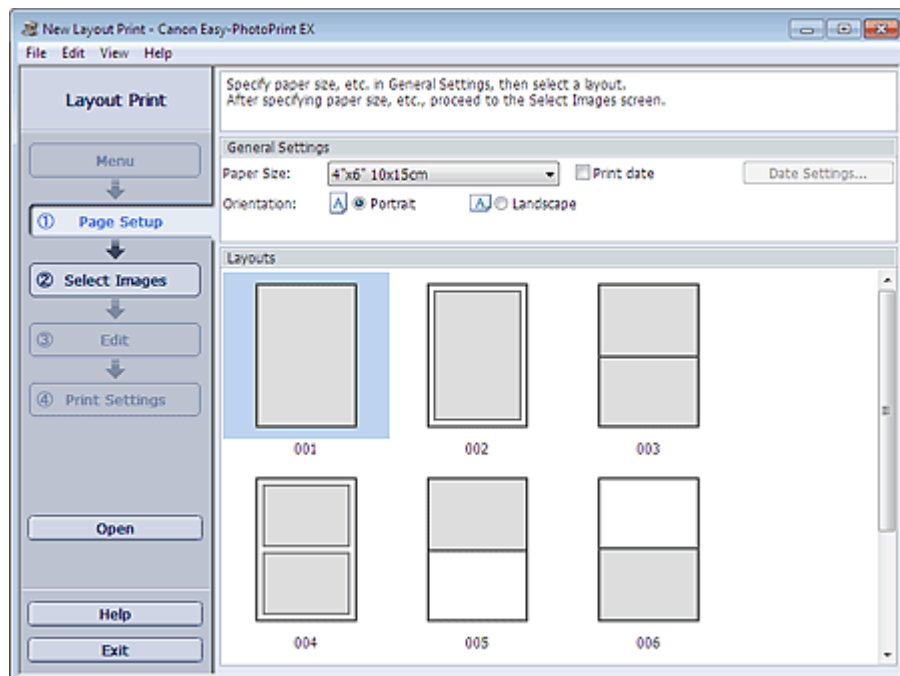 New Layout Print - Canon Easy-PhotoPrint EX
File Edit View Help
Layout Print
Specify paper size, etc. in General Settings, then select a layout.
After specifying paper size, etc., proceed to the Select Images screen.
Menu
① Page Setup
② Select Images
③ Edit
④ Print Settings
Open
Help
Exit
General Settings
Paper Size: 4"x6" 10x15cm Print date Date Settings...
Orientation: A Portrait A Landscape
Layouts
001 002 003
004 005 006